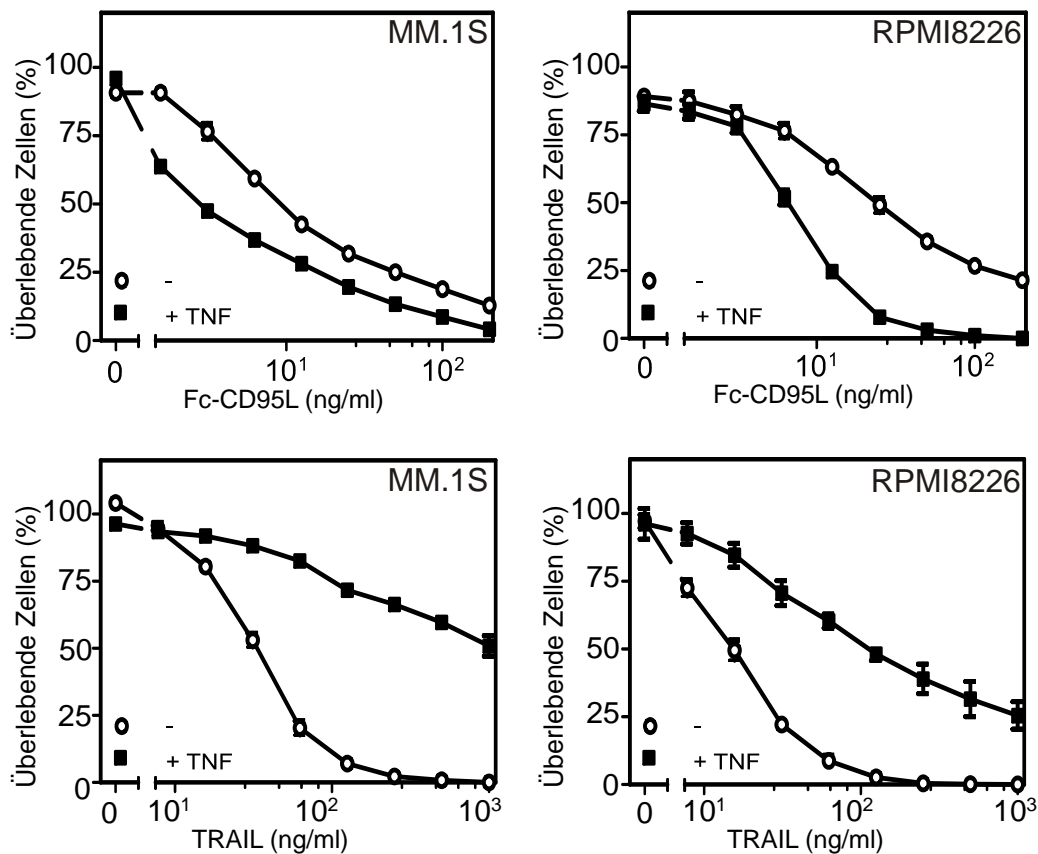 MM.1S
Überlebende Zellen (%)
100
75
50
25
0
-
+ TNF
0
10¹
10²
Fc-CD95L (ng/ml)
RPMI8226
Überlebende Zellen (%)
100
75
50
25
0
-
+ TNF
0
10¹
10²
Fc-CD95L (ng/ml)
MM.1S
Überlebende Zellen (%)
100
75
50
25
0
-
+ TNF
0
10¹
10²
10³
TRAIL (ng/ml)
RPMI8226
Überlebende Zellen (%)
100
75
50
25
0
-
+ TNF
0
10¹
10²
10³
TRAIL (ng/ml)